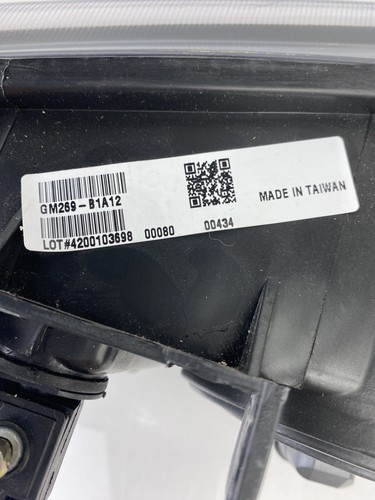 GM269-B1A12
LOT#4200103698 00080 00434
MADE IN TAIWAN